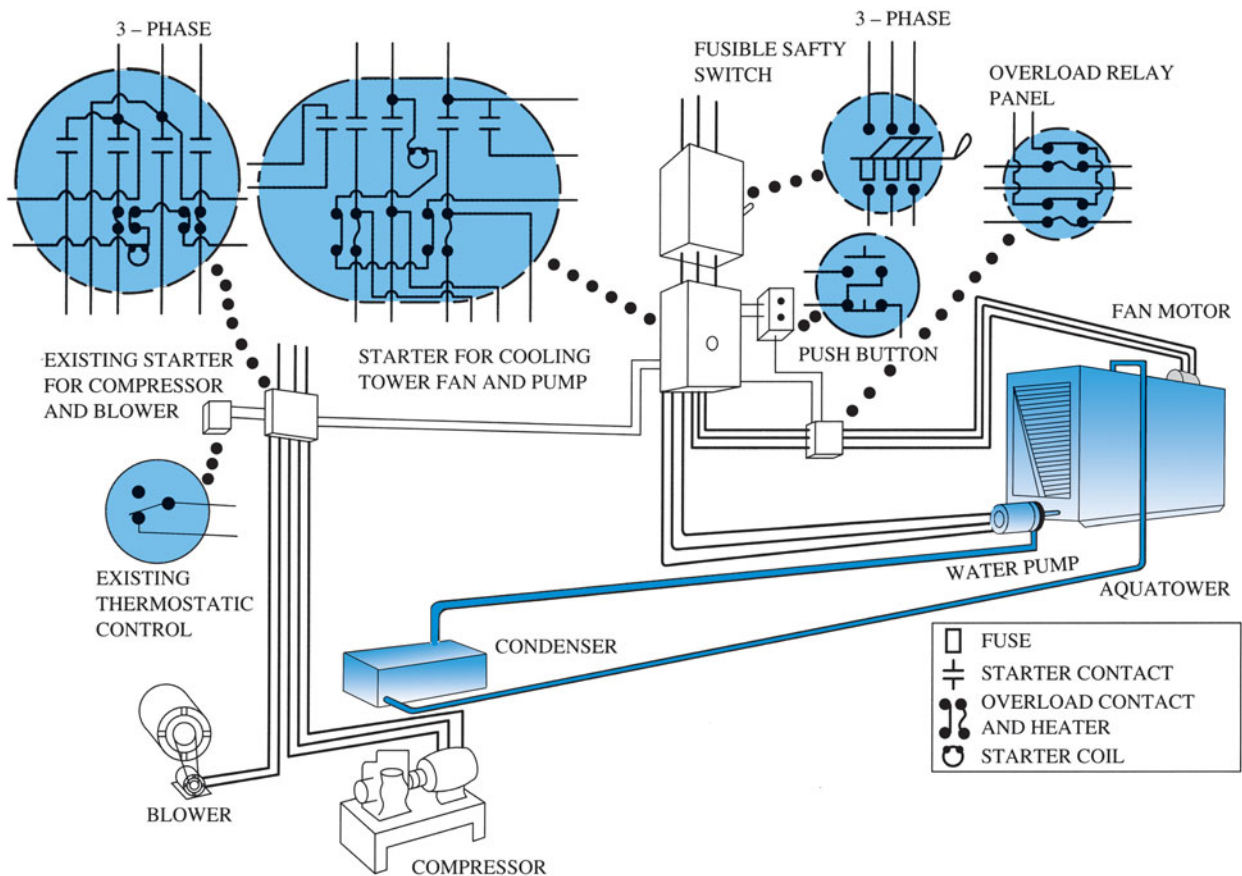 3 – PHASE
3 – PHASE
FUSIBLE SAFTY
SWITCH
OVERLOAD RELAY
PANEL
FAN MOTOR
PUSH BUTTON
EXISTING STARTER
FOR COMPRESSOR
AND BLOWER
STARTER FOR COOLING
TOWER FAN AND PUMP
EXISTING
THERMOSTATIC
CONTROL
WATER PUMP
AQUATOWER
CONDENSER
BLOWER
COMPRESSOR
FUSE
STARTER CONTACT
OVERLOAD CONTACT
AND HEATER
STARTER COIL